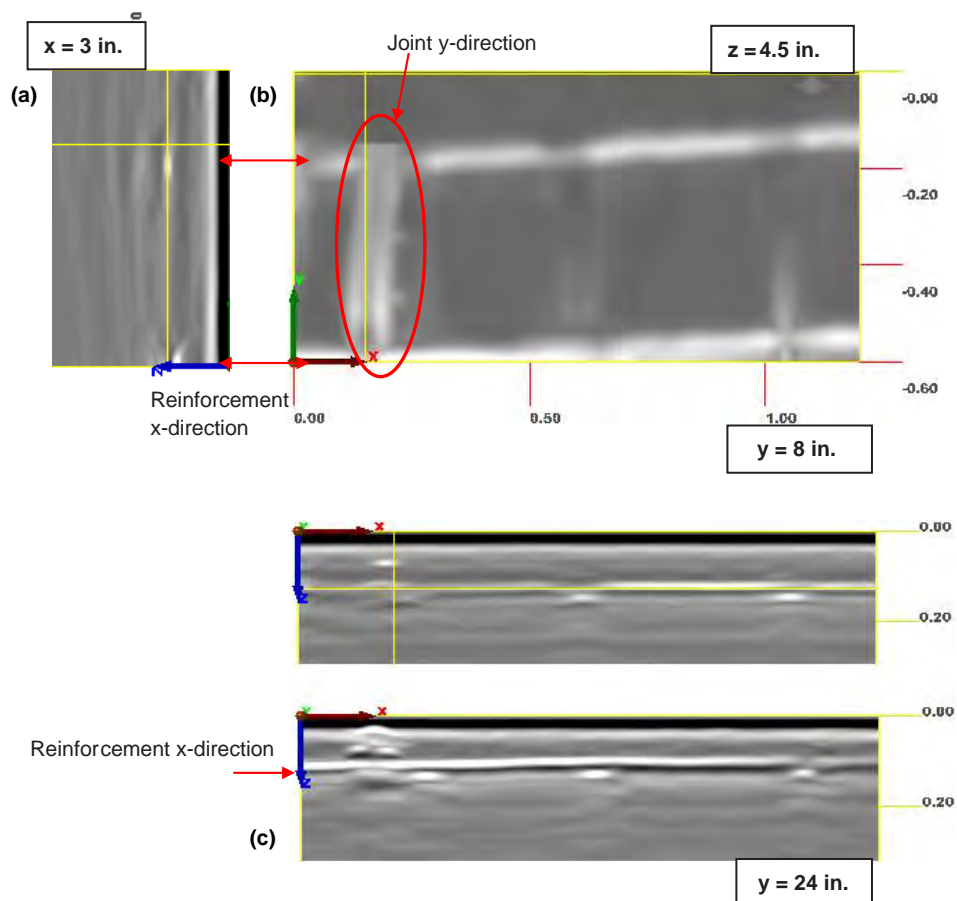 x = 3 in.
Joint y-direction
z = 4.5 in.
(a)
(b)
-0.00
-0.20
-0.40
-0.60
Y
X
Z
Reinforcement
x-direction
0.00
0.50
1.00
y = 8 in.
X
0.00
Z
0.20
X
0.00
Reinforcement x-direction
Z
0.20
(c)
y = 24 in.